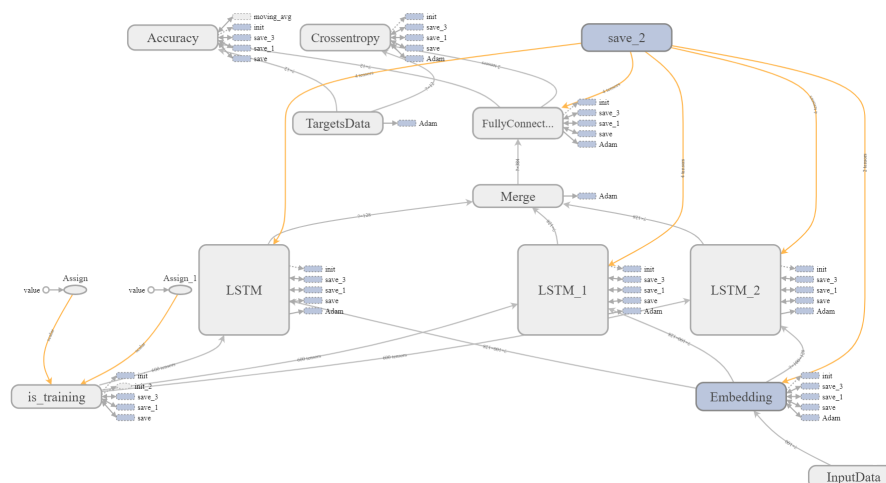 Accuracy
moving_avg
init
save_3
save_1
save
Crossentropy
init
save_3
save_1
save
Adam
save_2
TargetsData
Adam
FullyConnect...
init
save_3
save_1
save
Adam
Merge
Adam
value
Assign
value
Assign_1
LSTM
init
save_3
save_1
save
Adam
LSTM_1
init
save_3
save_1
save
Adam
LSTM_2
init
save_3
save_1
save
Adam
is_training
init
init_2
save_3
save_1
save
Embedding
init
save_3
save_1
save
Adam
InputData